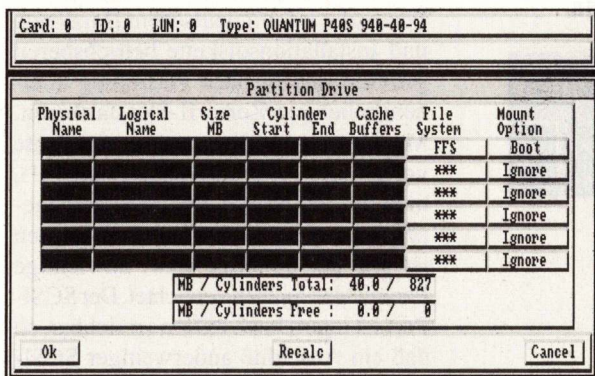 Card: 0 ID: 0 LUN: 0 Type: QUANTUM P40S 940-40-94
Partition Drive
Physical Name Logical Name Size MB Cylinder Start End Cache Buffers File System Mount Option
FFS Boot
*** Ignore
*** Ignore
*** Ignore
*** Ignore
*** Ignore
MB / Cylinders Total: 40.0 / 827
MB / Cylinders Free : 0.0 / 0
Ok Recalc Cancel